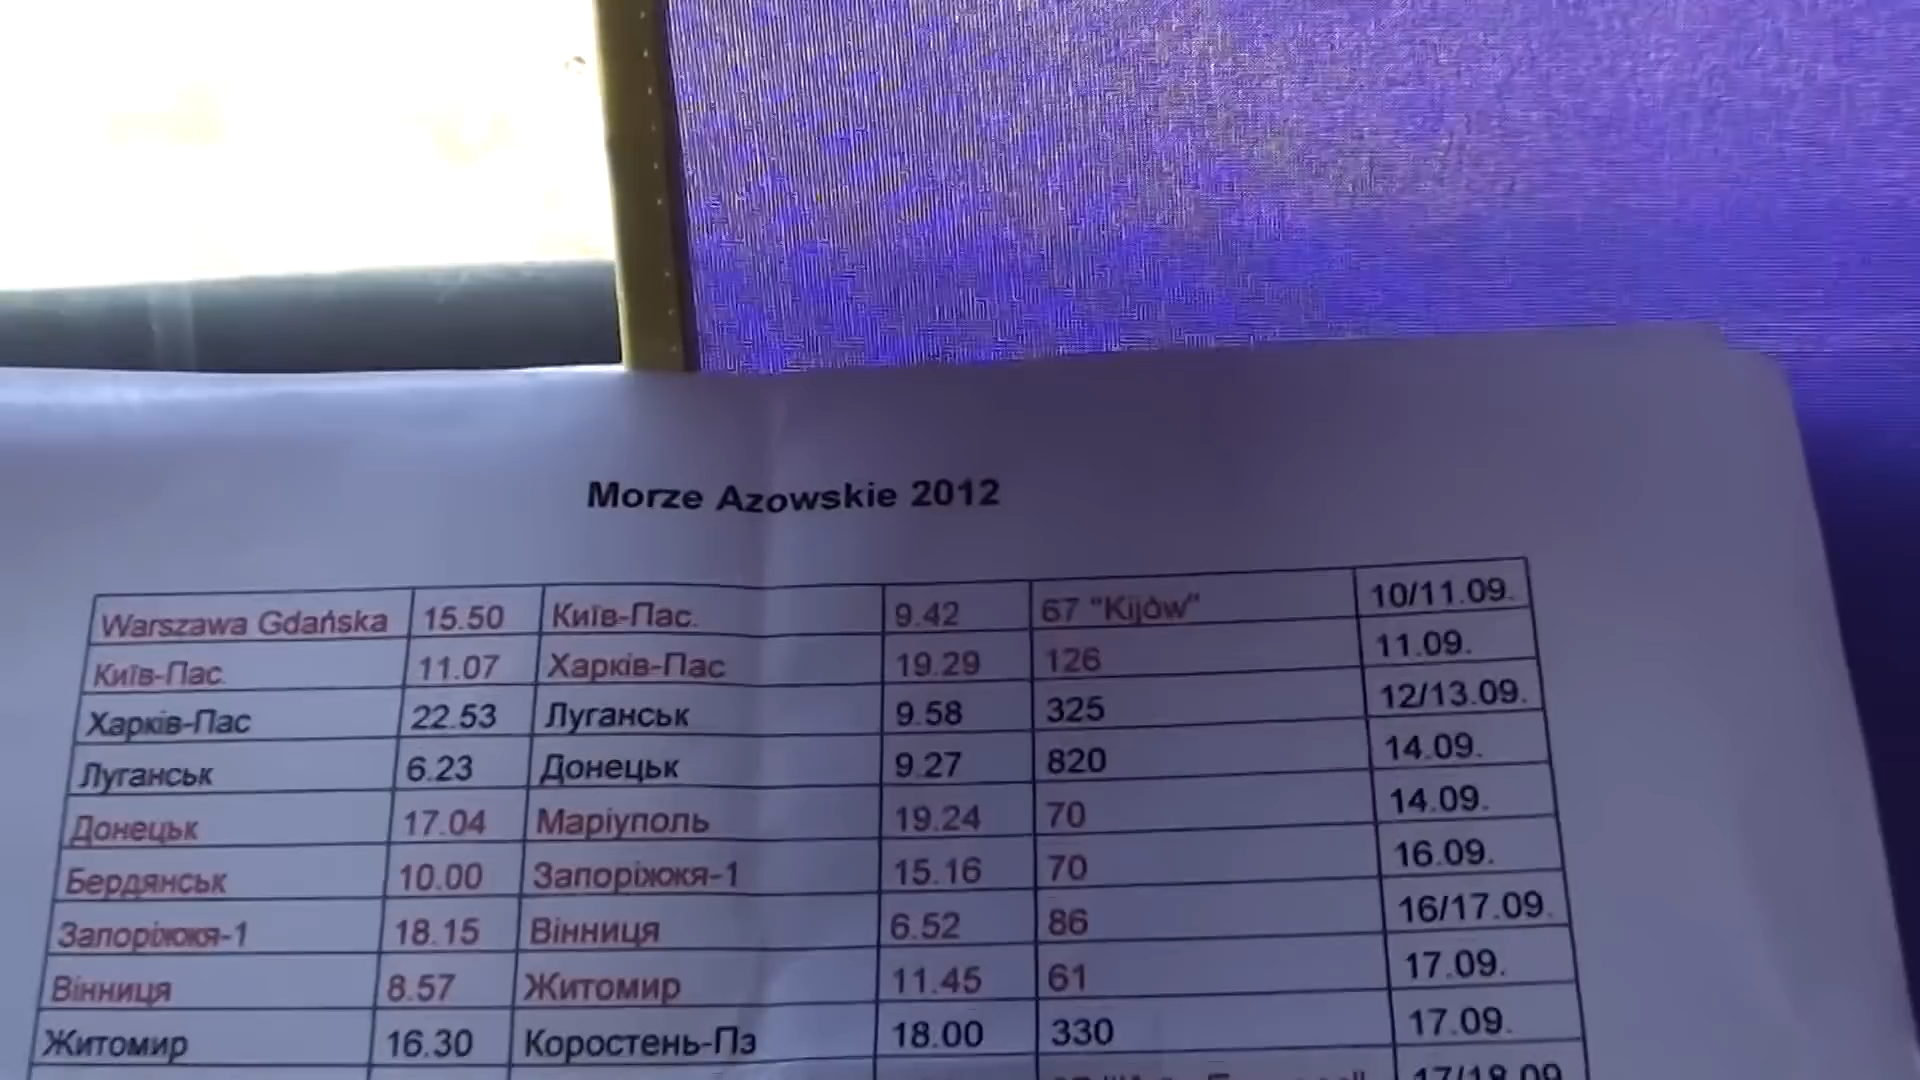 Morze Azowskie 2012
Warszawa Gdańska 15.50 Київ-Пас. 9.42 67 "Kijów" 10/11.09.
Київ-Пас. 11.07 Харків-Пас 19.29 126 11.09.
Харків-Пас 22.53 Луганськ 9.58 325 12/13.09.
Луганськ 6.23 Донецьк 9.27 820 14.09.
Донецьк 17.04 Маріуполь 19.24 70 14.09.
Бердянськ 10.00 Запоріжжя-1 15.16 70 16.09.
Запоріжжя-1 18.15 Вінниця 6.52 86 16/17.09.
Вінниця 8.57 Житомир 11.45 61 17.09.
Житомир 16.30 Коростень-Пз 18.00 330 17.09.
17/18.09